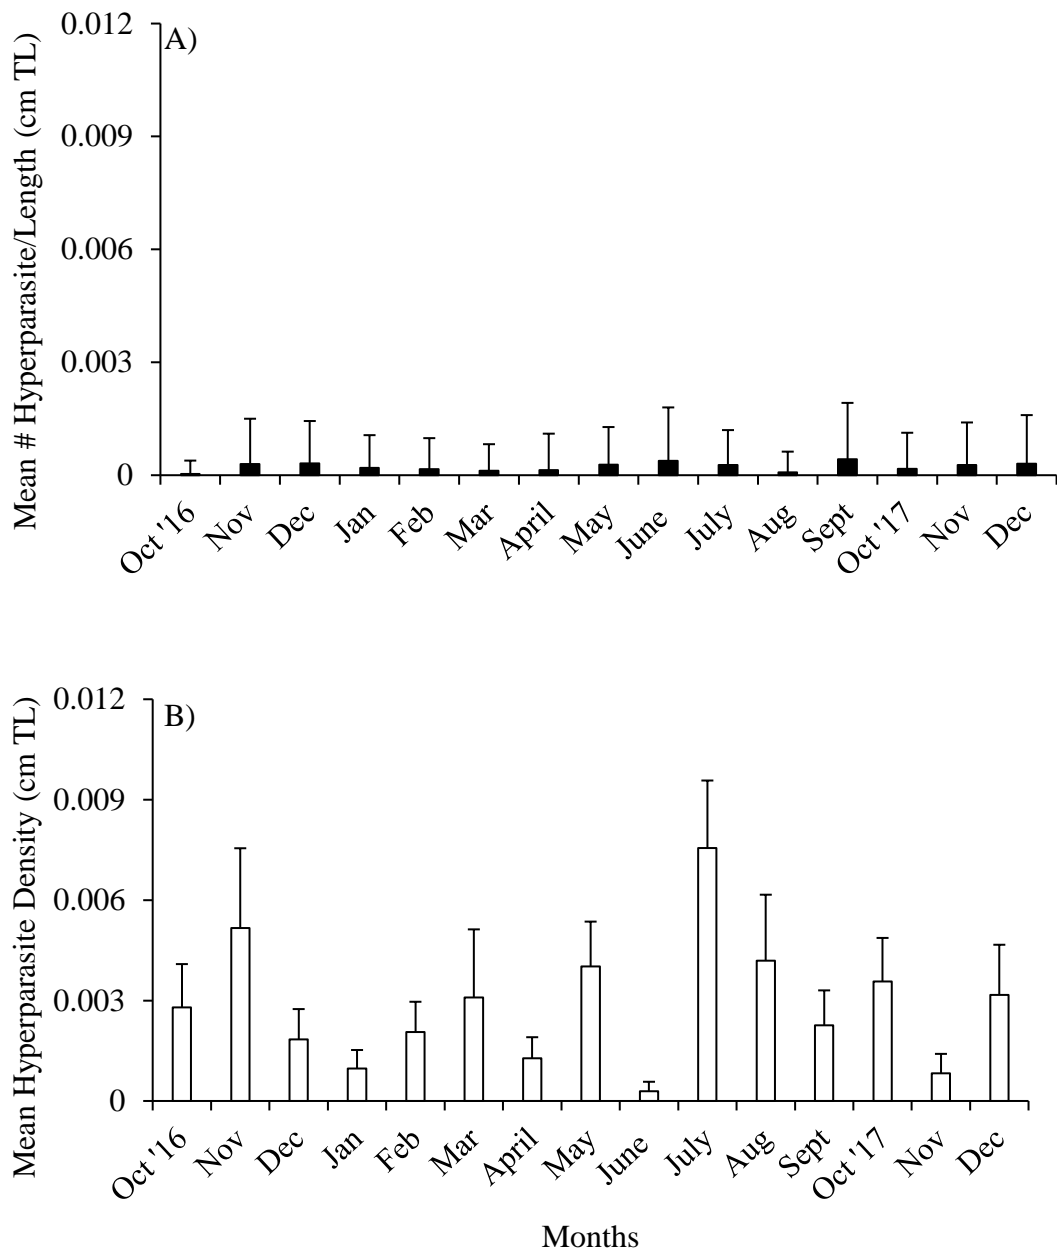 A)
Mean # Hyperparasite/Length (cm TL)
0.012
0.009
0.006
0.003
0
Oct '16
Nov
Dec
Jan
Feb
Mar
April
May
June
July
Aug
Sept
Oct '17
Nov
Dec
B)
Mean Hyperparasite Density (cm TL)
0.012
0.009
0.006
0.003
0
Oct '16
Nov
Dec
Jan
Feb
Mar
April
May
June
July
Aug
Sept
Oct '17
Nov
Dec
Months